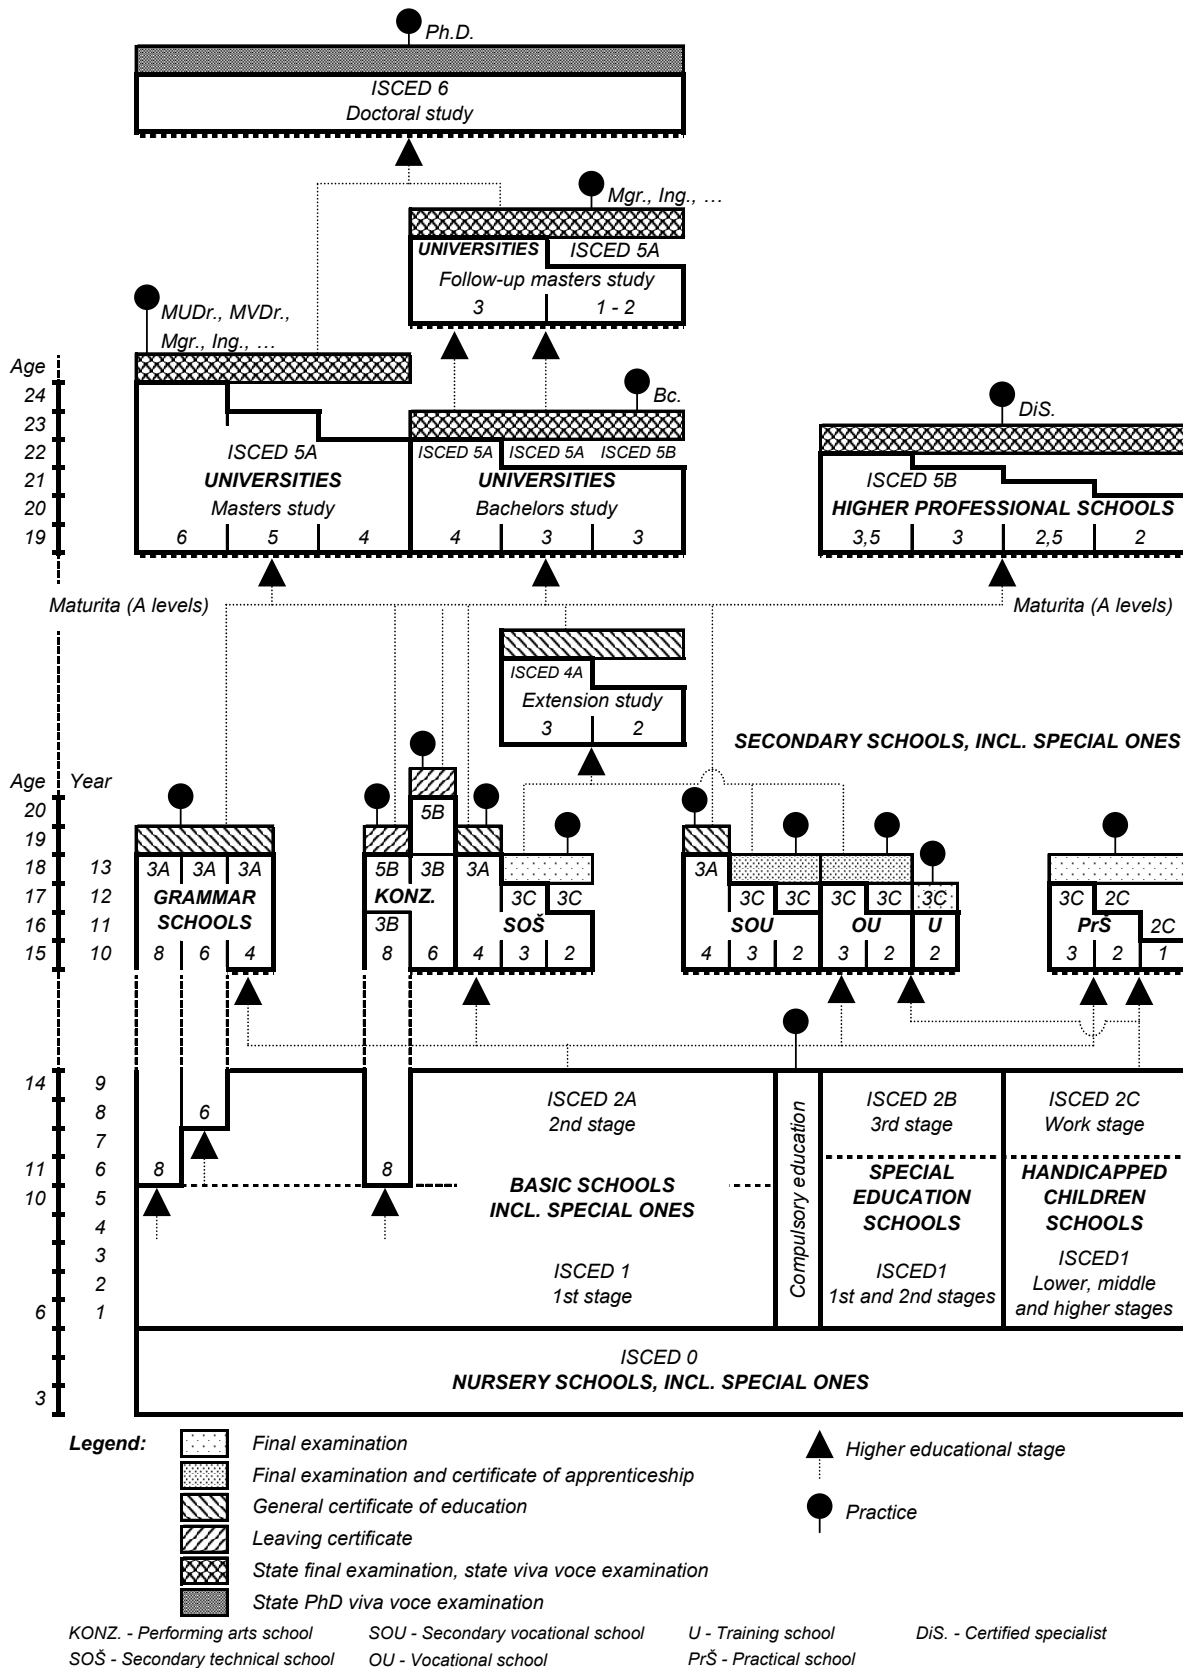 Ph.D.
ISCED 6
Doctoral study
Mgr., Ing., …
UNIVERSITIES ISCED 5A
Follow-up masters study
3 1 - 2
MUDr., MVDr.,
Mgr., Ing., …
Age
24
23
22
21
20
19
ISCED 5A
UNIVERSITIES
Masters study
6 5 4
Bc.
ISCED 5A ISCED 5A ISCED 5B
UNIVERSITIES
Bachelors study
4 3 3
DiS.
ISCED 5B
HIGHER PROFESSIONAL SCHOOLS
3,5 3 2,5 2
Maturita (A levels)
Maturita (A levels)
ISCED 4A
Extension study
3 2
SECONDARY SCHOOLS, INCL. SPECIAL ONES
Age Year
20
19
18 13
17 12
16 11
15 10
3A 3A 3A
GRAMMAR
SCHOOLS
8 6 4
5B
5B 3B
KONZ.
3B
8 6
3A
3C 3C
SOŠ
4 3 2
3A
3C 3C
SOU
4 3 2
3C 3C
OU
3 2
3C
U
2
3C 2C
PrŠ 2C
3 2 1
14 9
8
7
11 6
10 5
4
3
2
6 1
3
6
8
8
ISCED 2A
2nd stage
BASIC SCHOOLS
INCL. SPECIAL ONES
ISCED 1
1st stage
Compulsory education
ISCED 2B
3rd stage
SPECIAL
EDUCATION
SCHOOLS
ISCED1
1st and 2nd stages
ISCED 2C
Work stage
HANDICAPPED
CHILDREN
SCHOOLS
ISCED1
Lower, middle
and higher stages
ISCED 0
NURSERY SCHOOLS, INCL. SPECIAL ONES
Legend:
Final examination
Final examination and certificate of apprenticeship
General certificate of education
Leaving certificate
State final examination, state viva voce examination
State PhD viva voce examination
Higher educational stage
Practice
KONZ. - Performing arts school SOU - Secondary vocational school U - Training school DiS. - Certified specialist
SOŠ - Secondary technical school OU - Vocational school PrŠ - Practical school